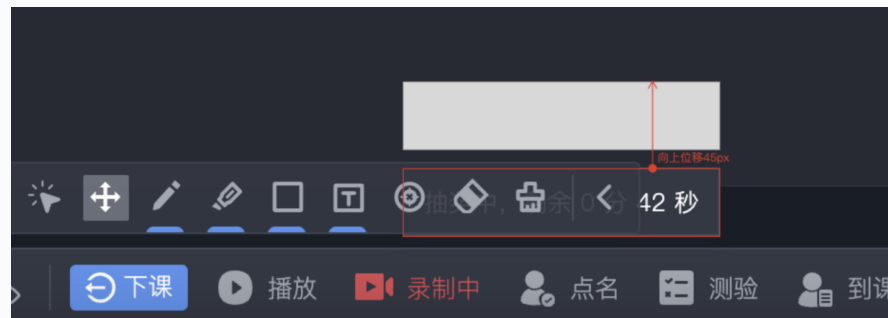 向上位移45px
抽奖中, 剩余 0 分 42 秒
下课 播放 录制中 点名 测验 到课